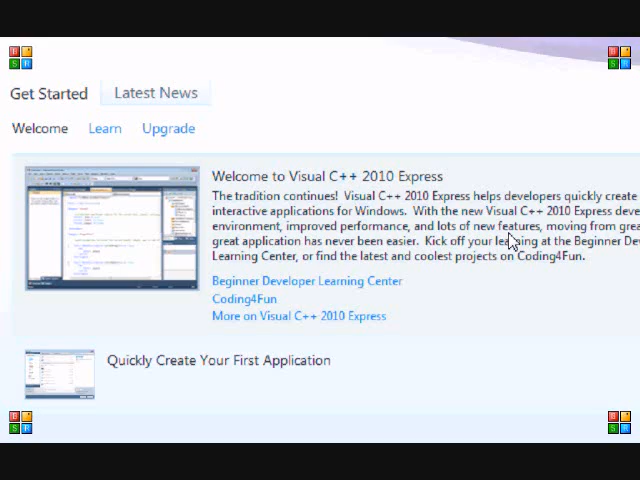 Get Started
Latest News
Welcome
Learn
Upgrade
Welcome to Visual C++ 2010 Express
The tradition continues! Visual C++ 2010 Express helps developers quickly create
interactive applications for Windows. With the new Visual C++ 2010 Express deve
environment, improved performance, and lots of new features, moving from grea
great application has never been easier. Kick off your learning at the Beginner De
Learning Center, or find the latest and coolest projects on Coding4Fun.
Beginner Developer Learning Center
Coding4Fun
More on Visual C++ 2010 Express
Quickly Create Your First Application